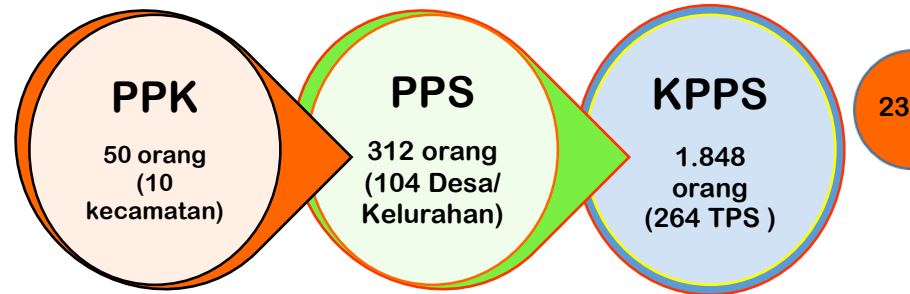 PPK
50 orang
(10
kecamatan)
PPS
312 orang
(104 Desa/
Kelurahan)
KPPS
1.848
orang
(264 TPS )
23